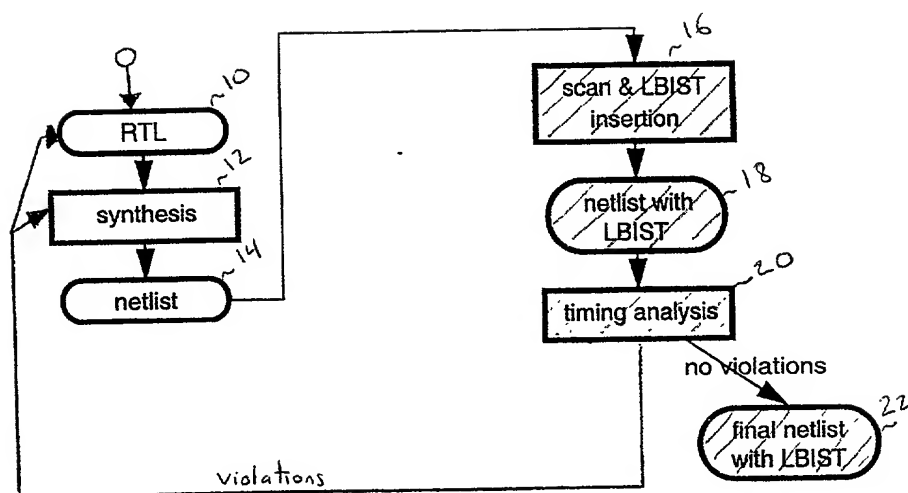 10
RTL
12
synthesis
14
netlist
16
scan & LBIST
insertion
18
netlist with
LBIST
20
timing analysis
no violations
22
final netlist
with LBIST
violations